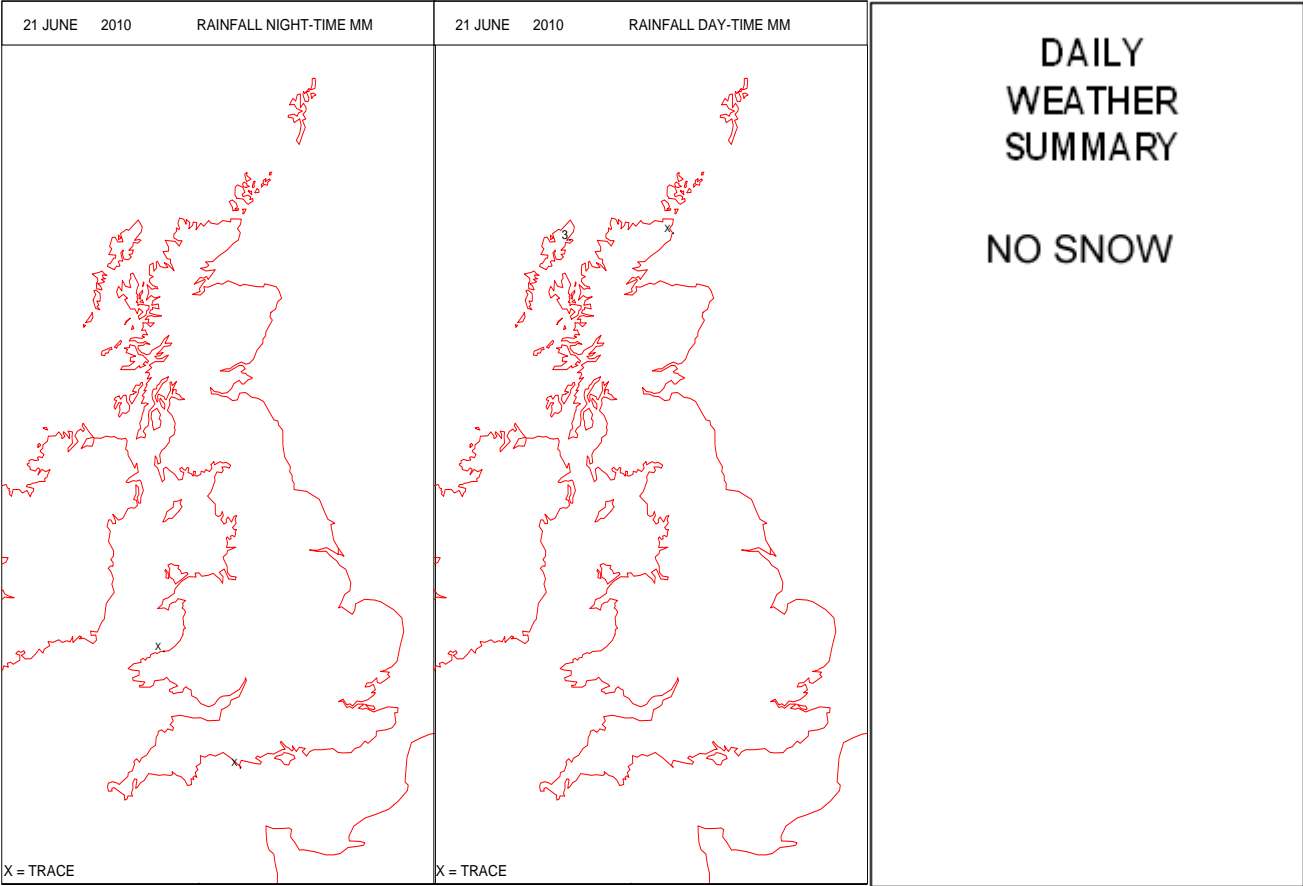 21 JUNE 2010 RAINFALL NIGHT-TIME MM
X
X
X = TRACE
21 JUNE 2010 RAINFALL DAY-TIME MM
X
3
X = TRACE
DAILY
WEATHER
SUMMARY
NO SNOW